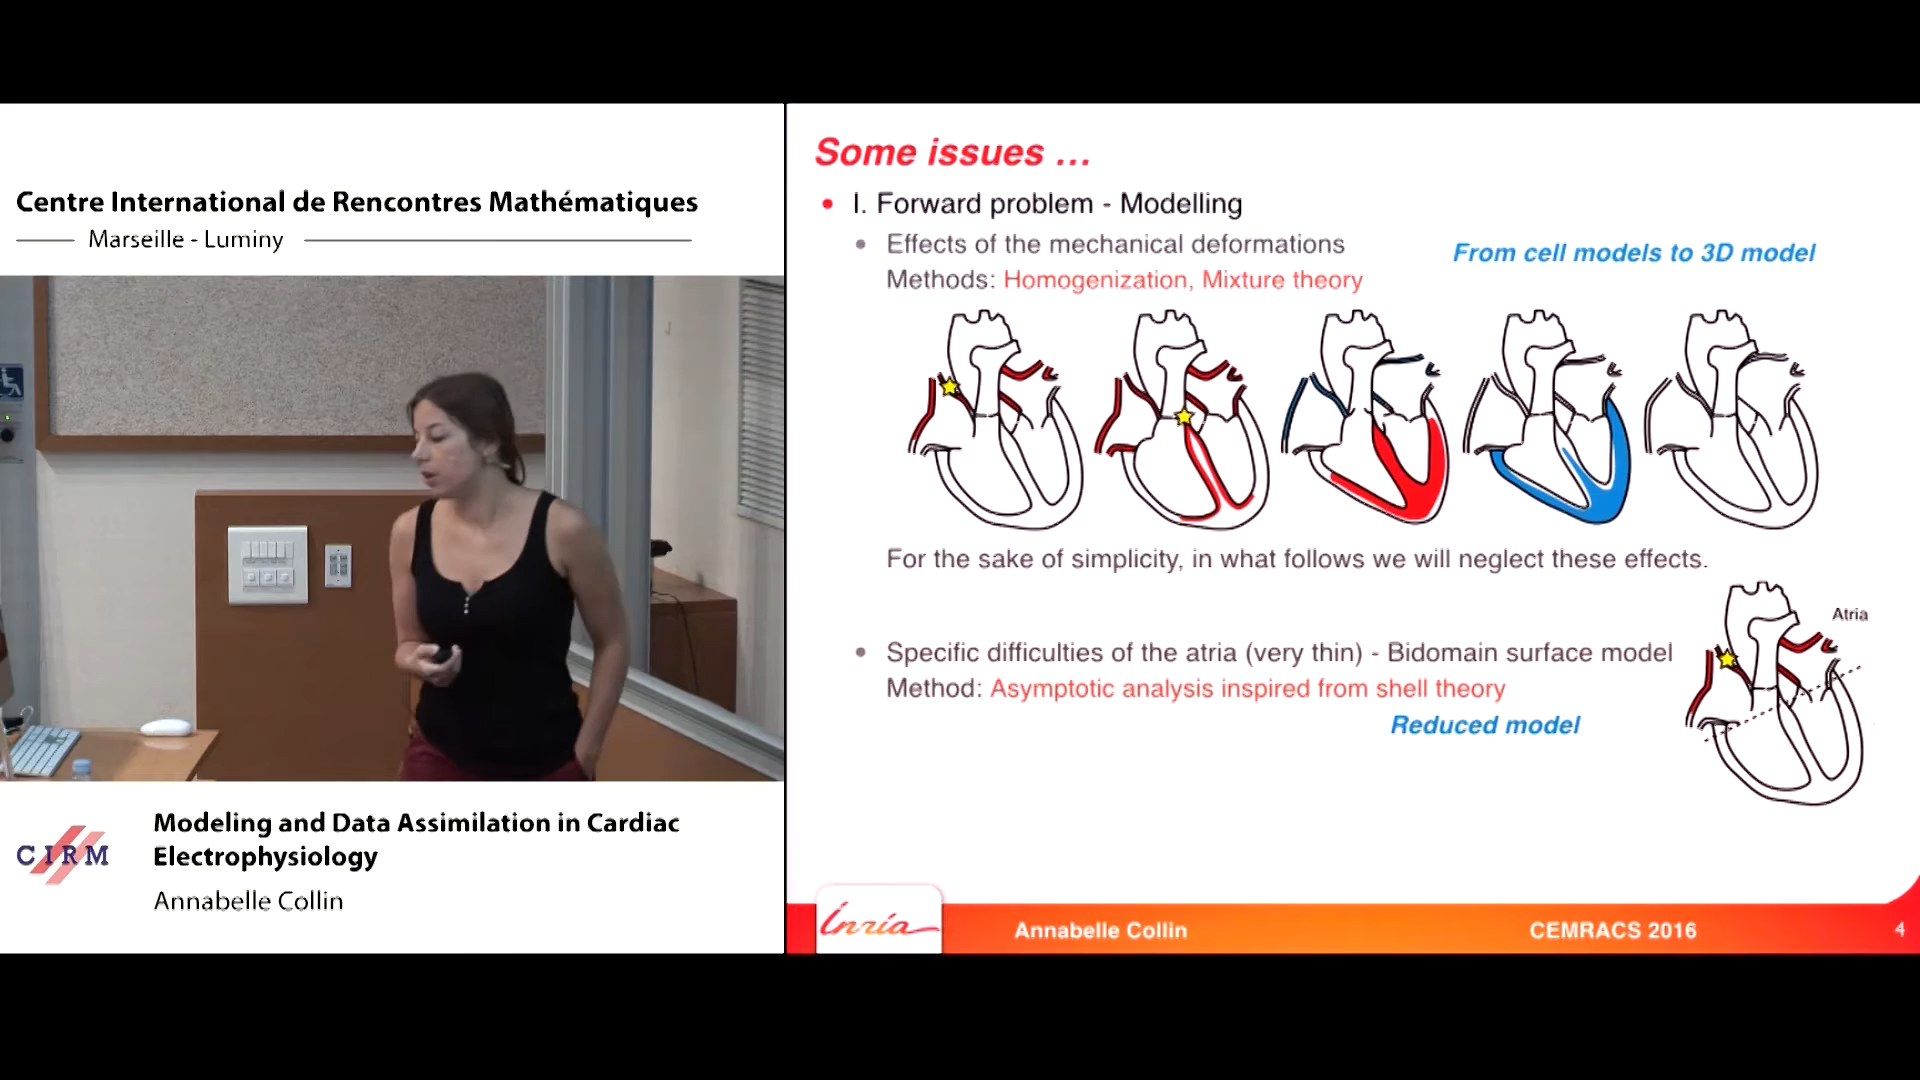 Centre International de Rencontres Mathématiques
Marseille - Luminy
CIRM
Modeling and Data Assimilation in Cardiac
Electrophysiology
Annabelle Collin
Some issues ...
I. Forward problem - Modelling
Effects of the mechanical deformations
Methods: Homogenization, Mixture theory
From cell models to 3D model
For the sake of simplicity, in what follows we will neglect these effects.
Atria
Specific difficulties of the atria (very thin) - Bidomain surface model
Method: Asymptotic analysis inspired from shell theory
Reduced model
Inria
Annabelle Collin
CEMRACS 2016
4